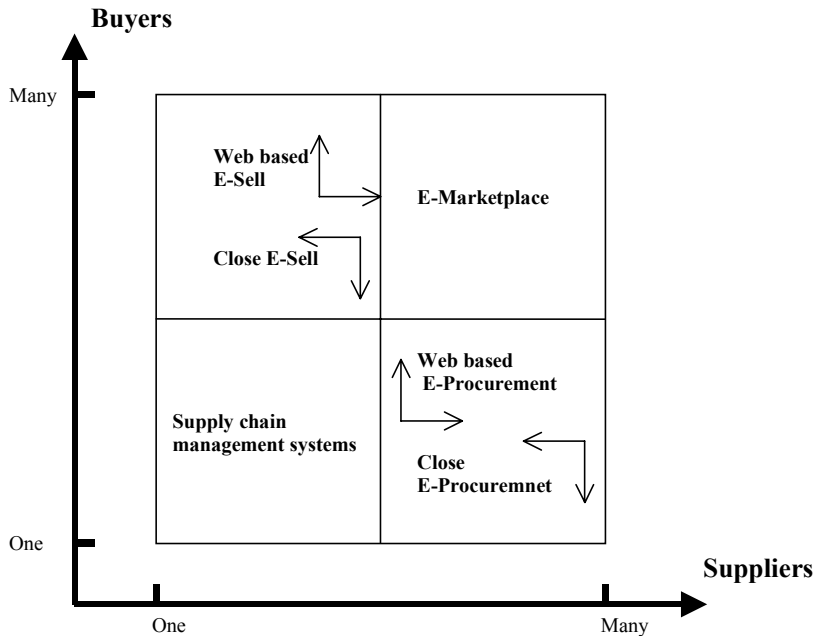 Buyers
Many
Web based
E-Sell
E-Marketplace
Close E-Sell
Web based
E-Procurement
Supply chain
management systems
Close
E-Procuremnet
One
Suppliers
One
Many